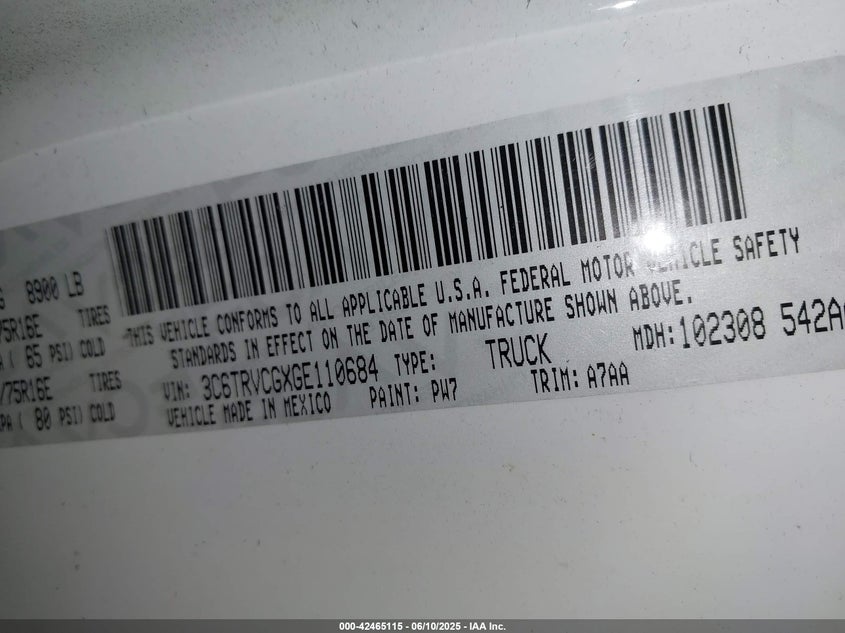 8900 LB
75R16E TIRES
( 65 PSI) COLD
/75R16E TIRES
PA ( 80 PSI) COLD
THIS VEHICLE CONFORMS TO ALL APPLICABLE U.S.A. FEDERAL MOTOR VEHICLE SAFETY
STANDARDS IN EFFECT ON THE DATE OF MANUFACTURE SHOWN ABOVE.
VIN: 3C6TRVCGXGE110684 TYPE: TRUCK MDH:102308 542A
VEHICLE MADE IN MEXICO PAINT: PW7 TRIM: A7AA
000-42465115 - 06/10/2025 - IAA Inc.